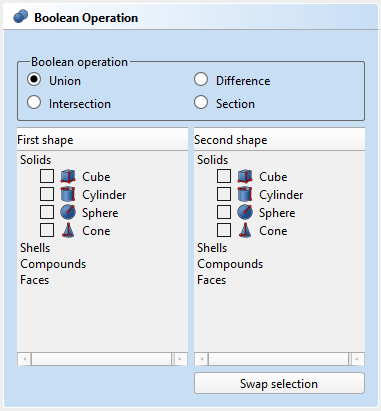 Boolean Operation
Boolean operation
Union Difference
Intersection Section
First shape Second shape
Solids Solids
Cube Cube
Cylinder Cylinder
Sphere Sphere
Cone Cone
Shells Shells
Compounds Compounds
Faces Faces
Swap selection